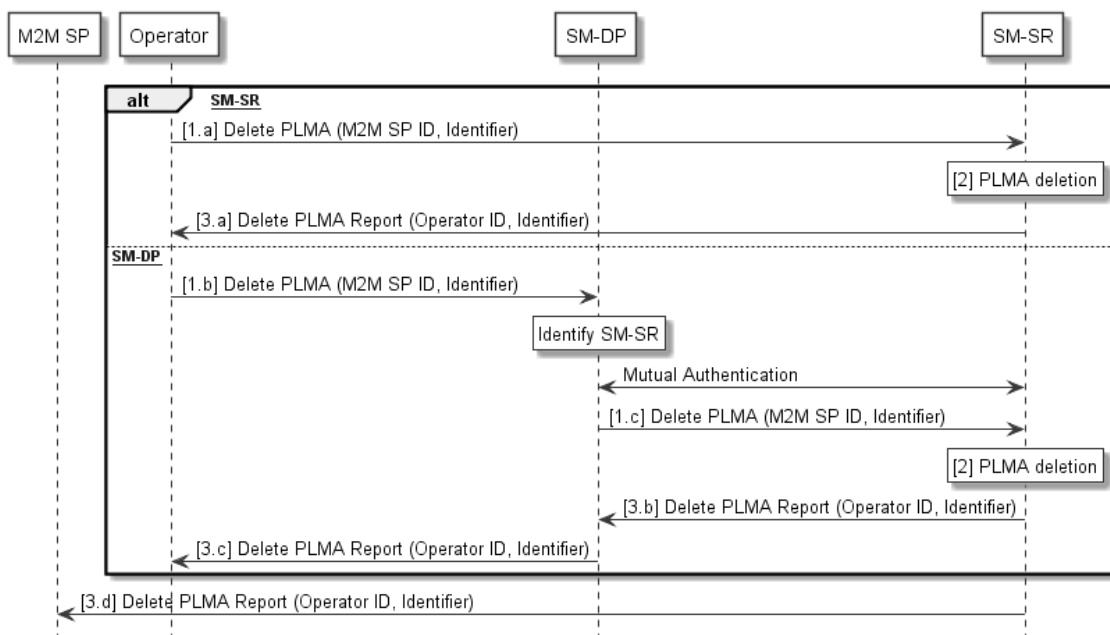 M2M SP
Operator
SM-DP
SM-SR
alt
SM-SR
[1.a] Delete PLMA (M2M SP ID, Identifier)
[2] PLMA deletion
[3.a] Delete PLMA Report (Operator ID, Identifier)
SM-DP
[1.b] Delete PLMA (M2M SP ID, Identifier)
Identify SM-SR
Mutual Authentication
[1.c] Delete PLMA (M2M SP ID, Identifier)
[2] PLMA deletion
[3.b] Delete PLMA Report (Operator ID, Identifier)
[3.c] Delete PLMA Report (Operator ID, Identifier)
[3.d] Delete PLMA Report (Operator ID, Identifier)